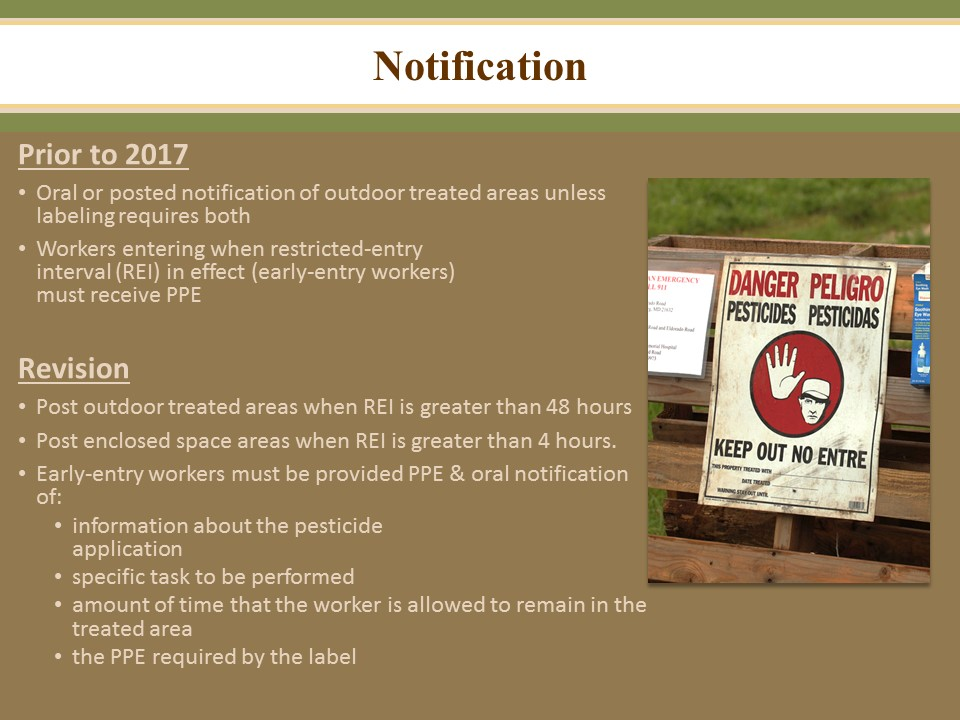 Notification
Prior to 2017
• Oral or posted notification of outdoor treated areas unless
labeling requires both
• Workers entering when restricted-entry
interval (REI) in effect (early-entry workers)
must receive PPE
Revision
• Post outdoor treated areas when REI is greater than 48 hours
• Post enclosed space areas when REI is greater than 4 hours.
• Early-entry workers must be provided PPE & oral notification
of:
• information about the pesticide
application
• specific task to be performed
• amount of time that the worker is allowed to remain in the
treated area
• the PPE required by the label
DANGER PELIGRO
PESTICIDES PESTICIDAS
KEEP OUT NO ENTRE
THIS PROPERTY TREATED WITH
DATE TREATED
WARNING STAY OUT UNTIL
EMERGENCY
911